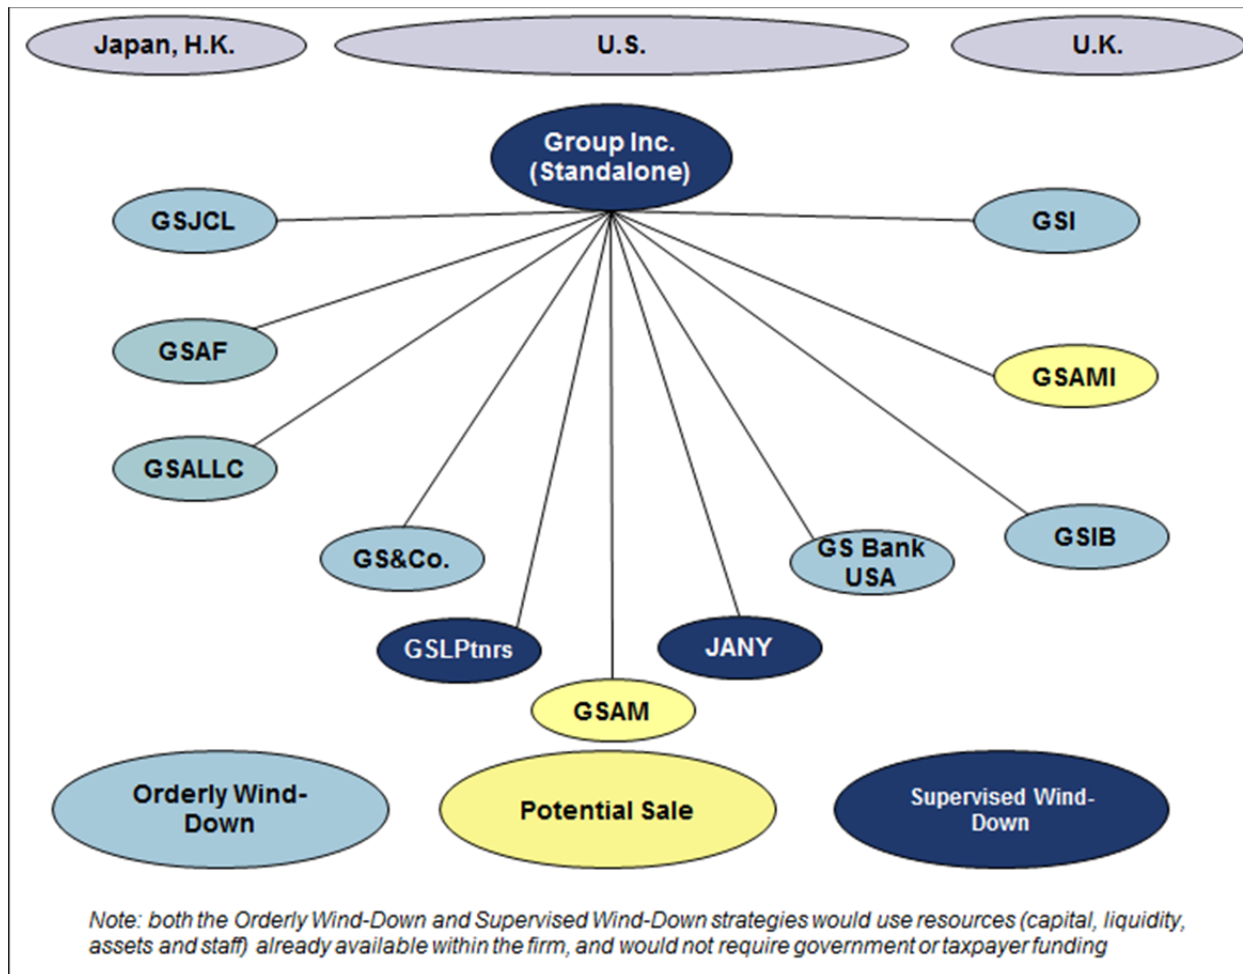 Japan, H.K.
U.S.
U.K.
Group Inc.
(Standalone)
GSJCL
GSI
GSAF
GSAMI
GSALLC
GS&Co.
GS Bank
USA
GSIB
GSLPtnrs
JANY
GSAM
Orderly Wind-
Down
Potential Sale
Supervised Wind-
Down
Note: both the Orderly Wind-Down and Supervised Wind-Down strategies would use resources (capital, liquidity,
assets and staff) already available within the firm, and would not require government or taxpayer funding